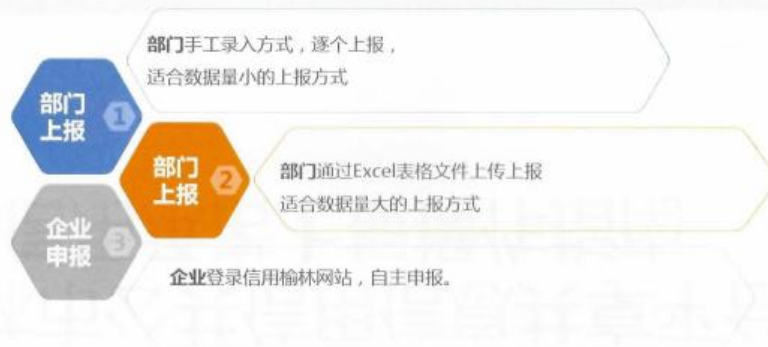 部门
上报
1
部门手工录入方式，逐个上报，
适合数据量小的上报方式
部门
上报
2
部门通过Excel表格文件上传上报
适合数据量大的上报方式
企业
申报
3
企业登录信用榆林网站，自主申报。